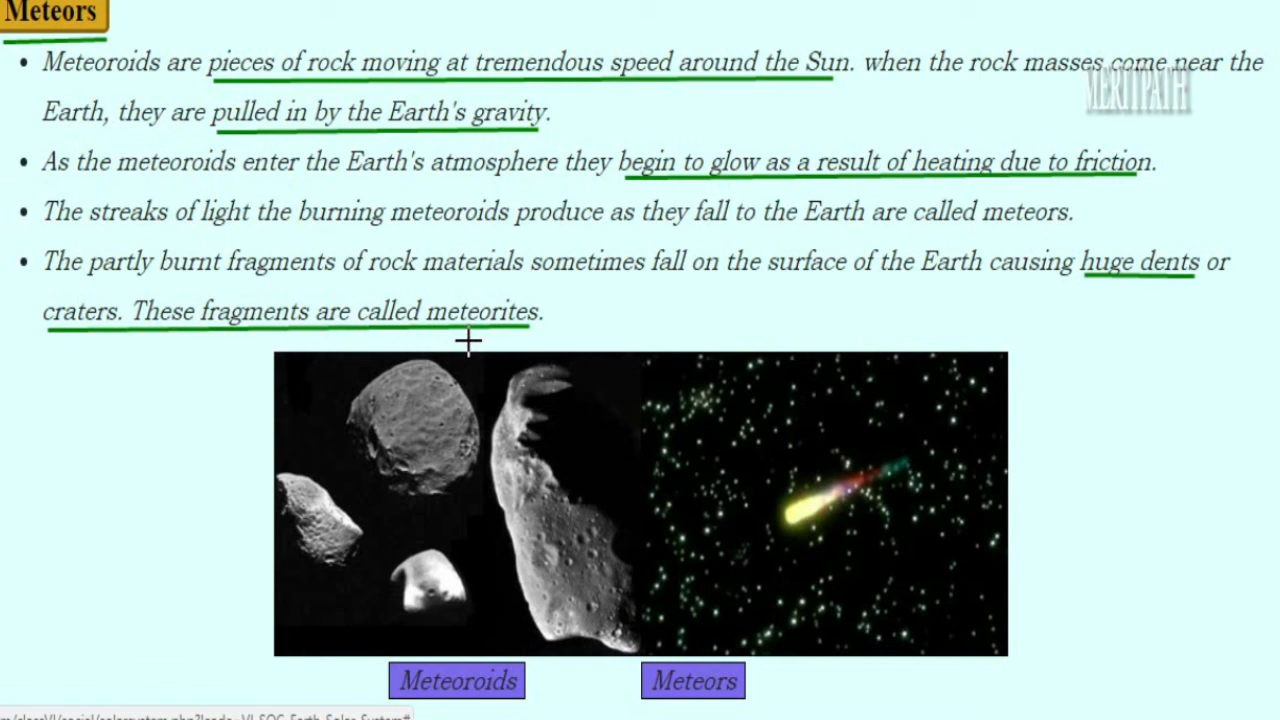 Meteors
• Meteoroids are pieces of rock moving at tremendous speed around the Sun. when the rock masses come near the
Earth, they are pulled in by the Earth's gravity.
MERITPATH
• As the meteoroids enter the Earth's atmosphere they begin to glow as a result of heating due to friction.
• The streaks of light the burning meteoroids produce as they fall to the Earth are called meteors.
• The partly burnt fragments of rock materials sometimes fall on the surface of the Earth causing huge dents or
craters. These fragments are called meteorites.
Meteoroids Meteors